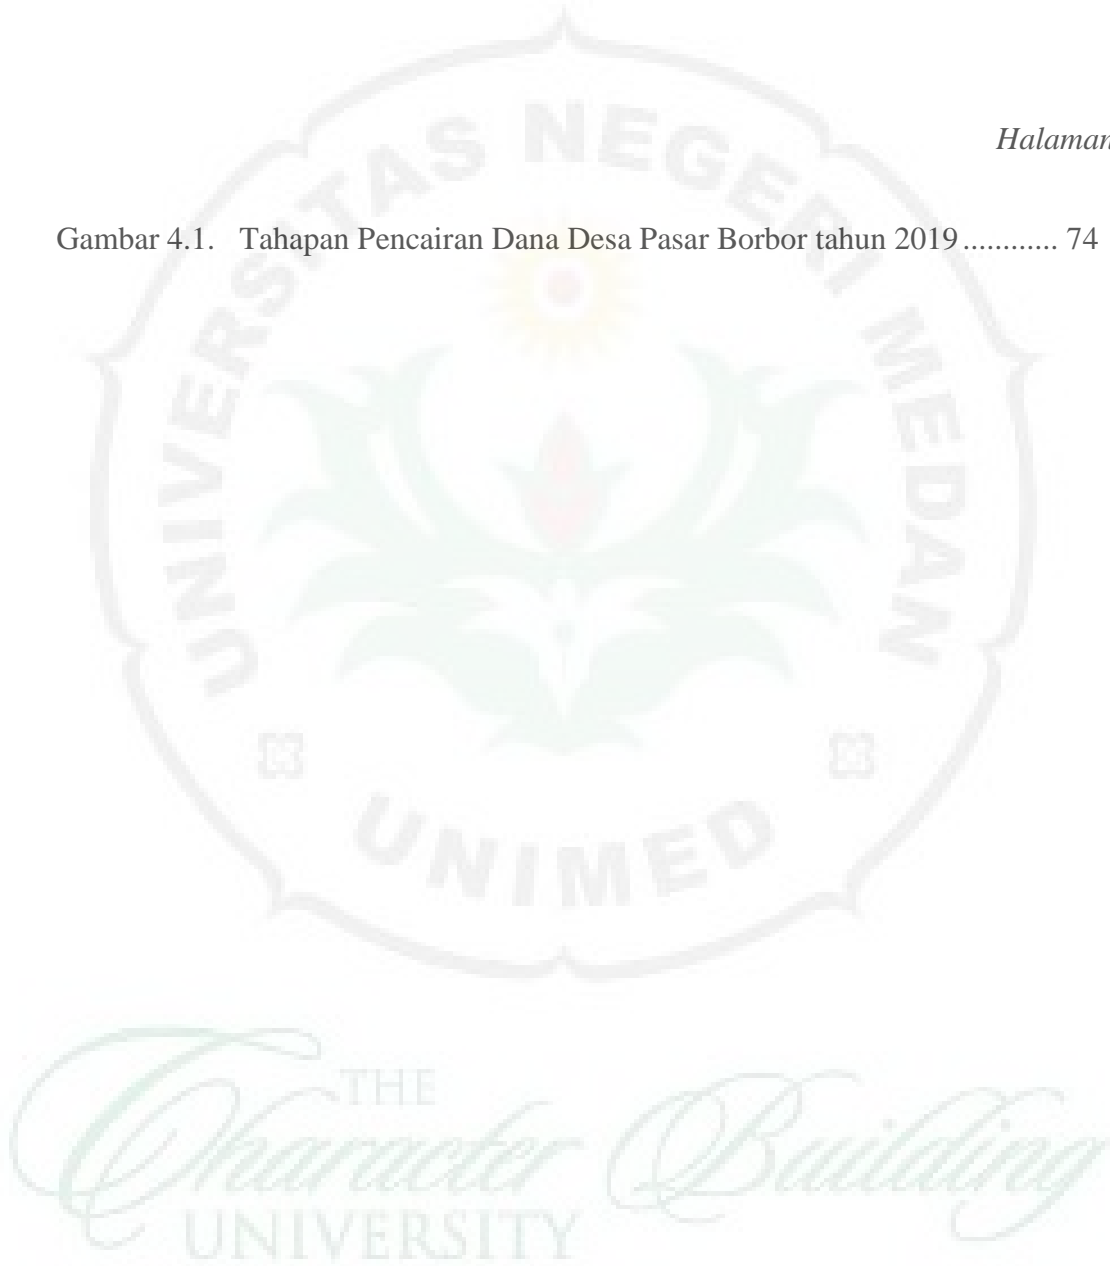 Halaman
Gambar 4.1. Tahapan Pencairan Dana Desa Pasar Borbor tahun 2019............ 74
UNIVERSITAS NEGERI MEDAN
UNIMED
THE
Character Building
UNIVERSITY